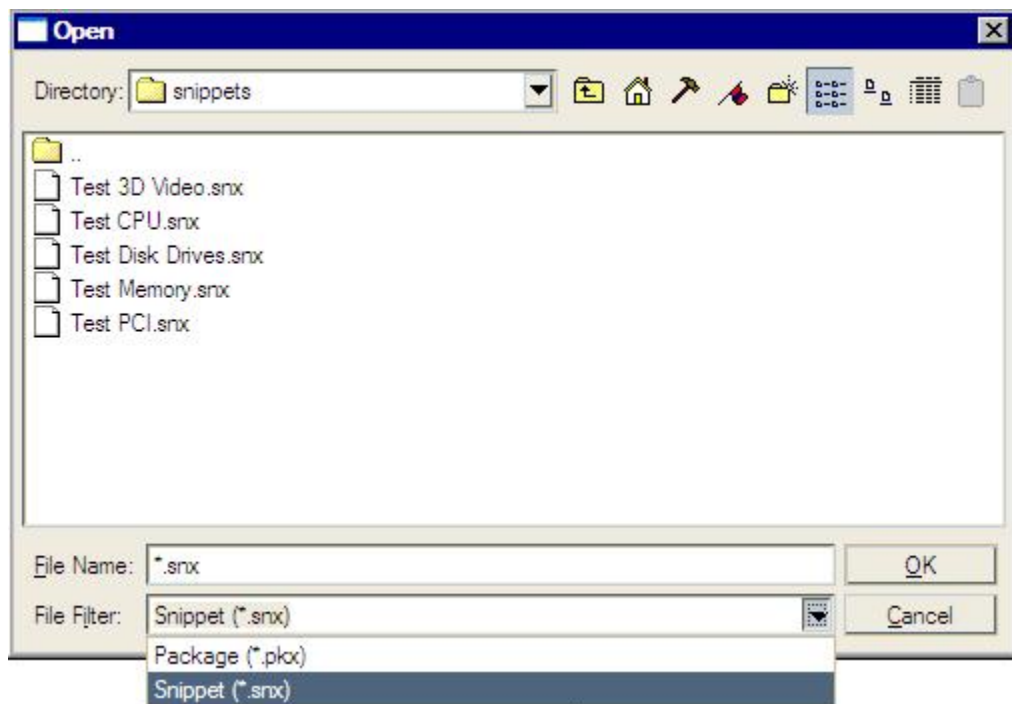 Open
Directory: snippets
..
Test 3D Video.snx
Test CPU.snx
Test Disk Drives.snx
Test Memory.snx
Test PCI.snx
File Name: *.snx OK
File Filter: Snippet (*.snx) Cancel
Package (*.pkx)
Snippet (*.snx)